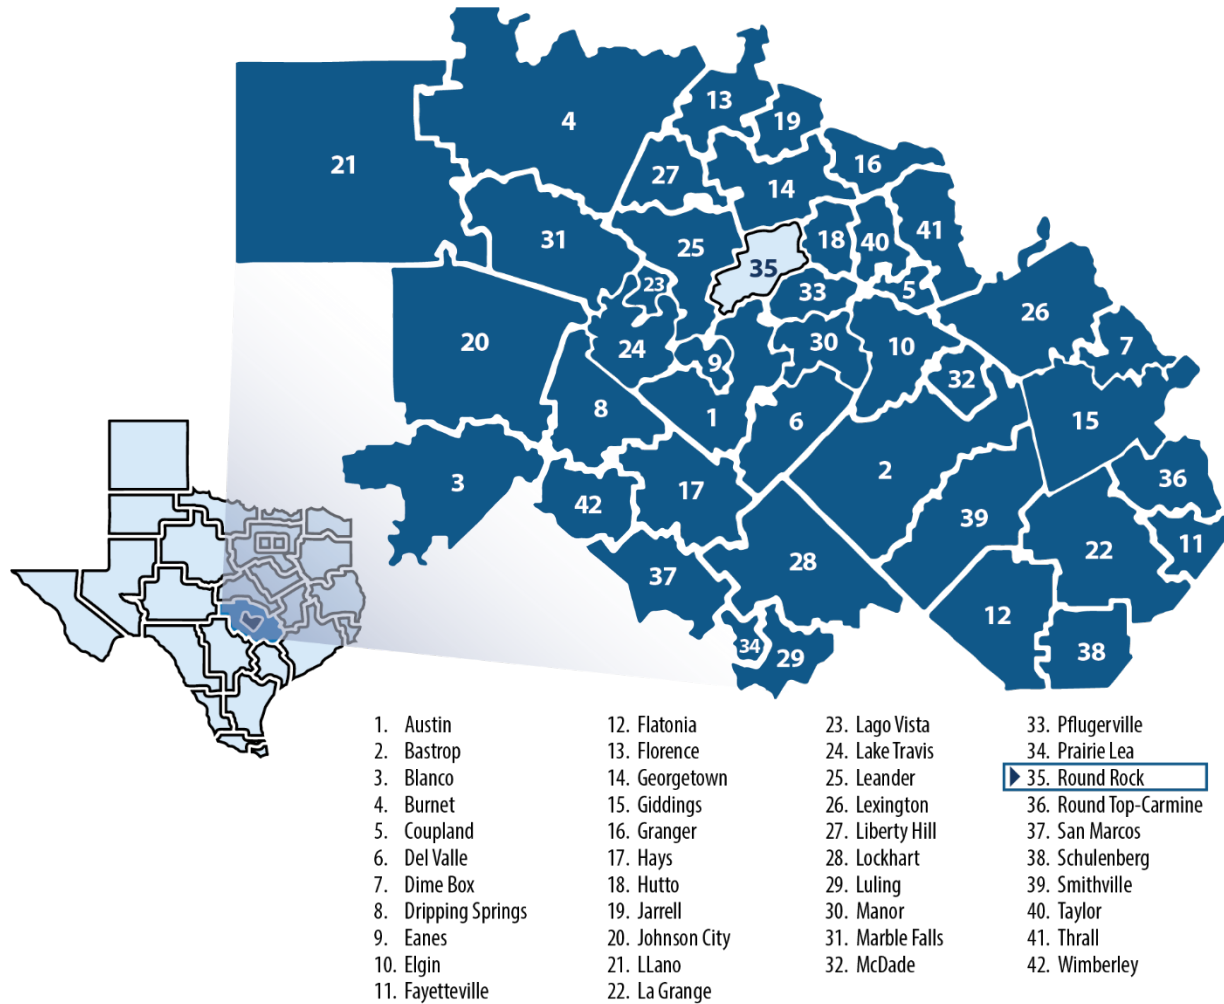 4
13
19
21
27
14
16
31
25
18
40
41
35
23
33
5
20
24
9
30
10
26
7
32
8
1
6
15
3
2
36
42
17
39
22
11
37
28
12
34
29
38
1. Austin
2. Bastrop
3. Blanco
4. Burnet
5. Coupland
6. Del Valle
7. Dime Box
8. Dripping Springs
9. Eanes
10. Elgin
11. Fayetteville
12. Flatonia
13. Florence
14. Georgetown
15. Giddings
16. Granger
17. Hays
18. Hutto
19. Jarrell
20. Johnson City
21. LLano
22. La Grange
23. Lago Vista
24. Lake Travis
25. Leander
26. Lexington
27. Liberty Hill
28. Lockhart
29. Luling
30. Manor
31. Marble Falls
32. McDade
33. Pflugerville
34. Prairie Lea
35. Round Rock
36. Round Top-Carmine
37. San Marcos
38. Schulenberg
39. Smithville
40. Taylor
41. Thrall
42. Wimberley